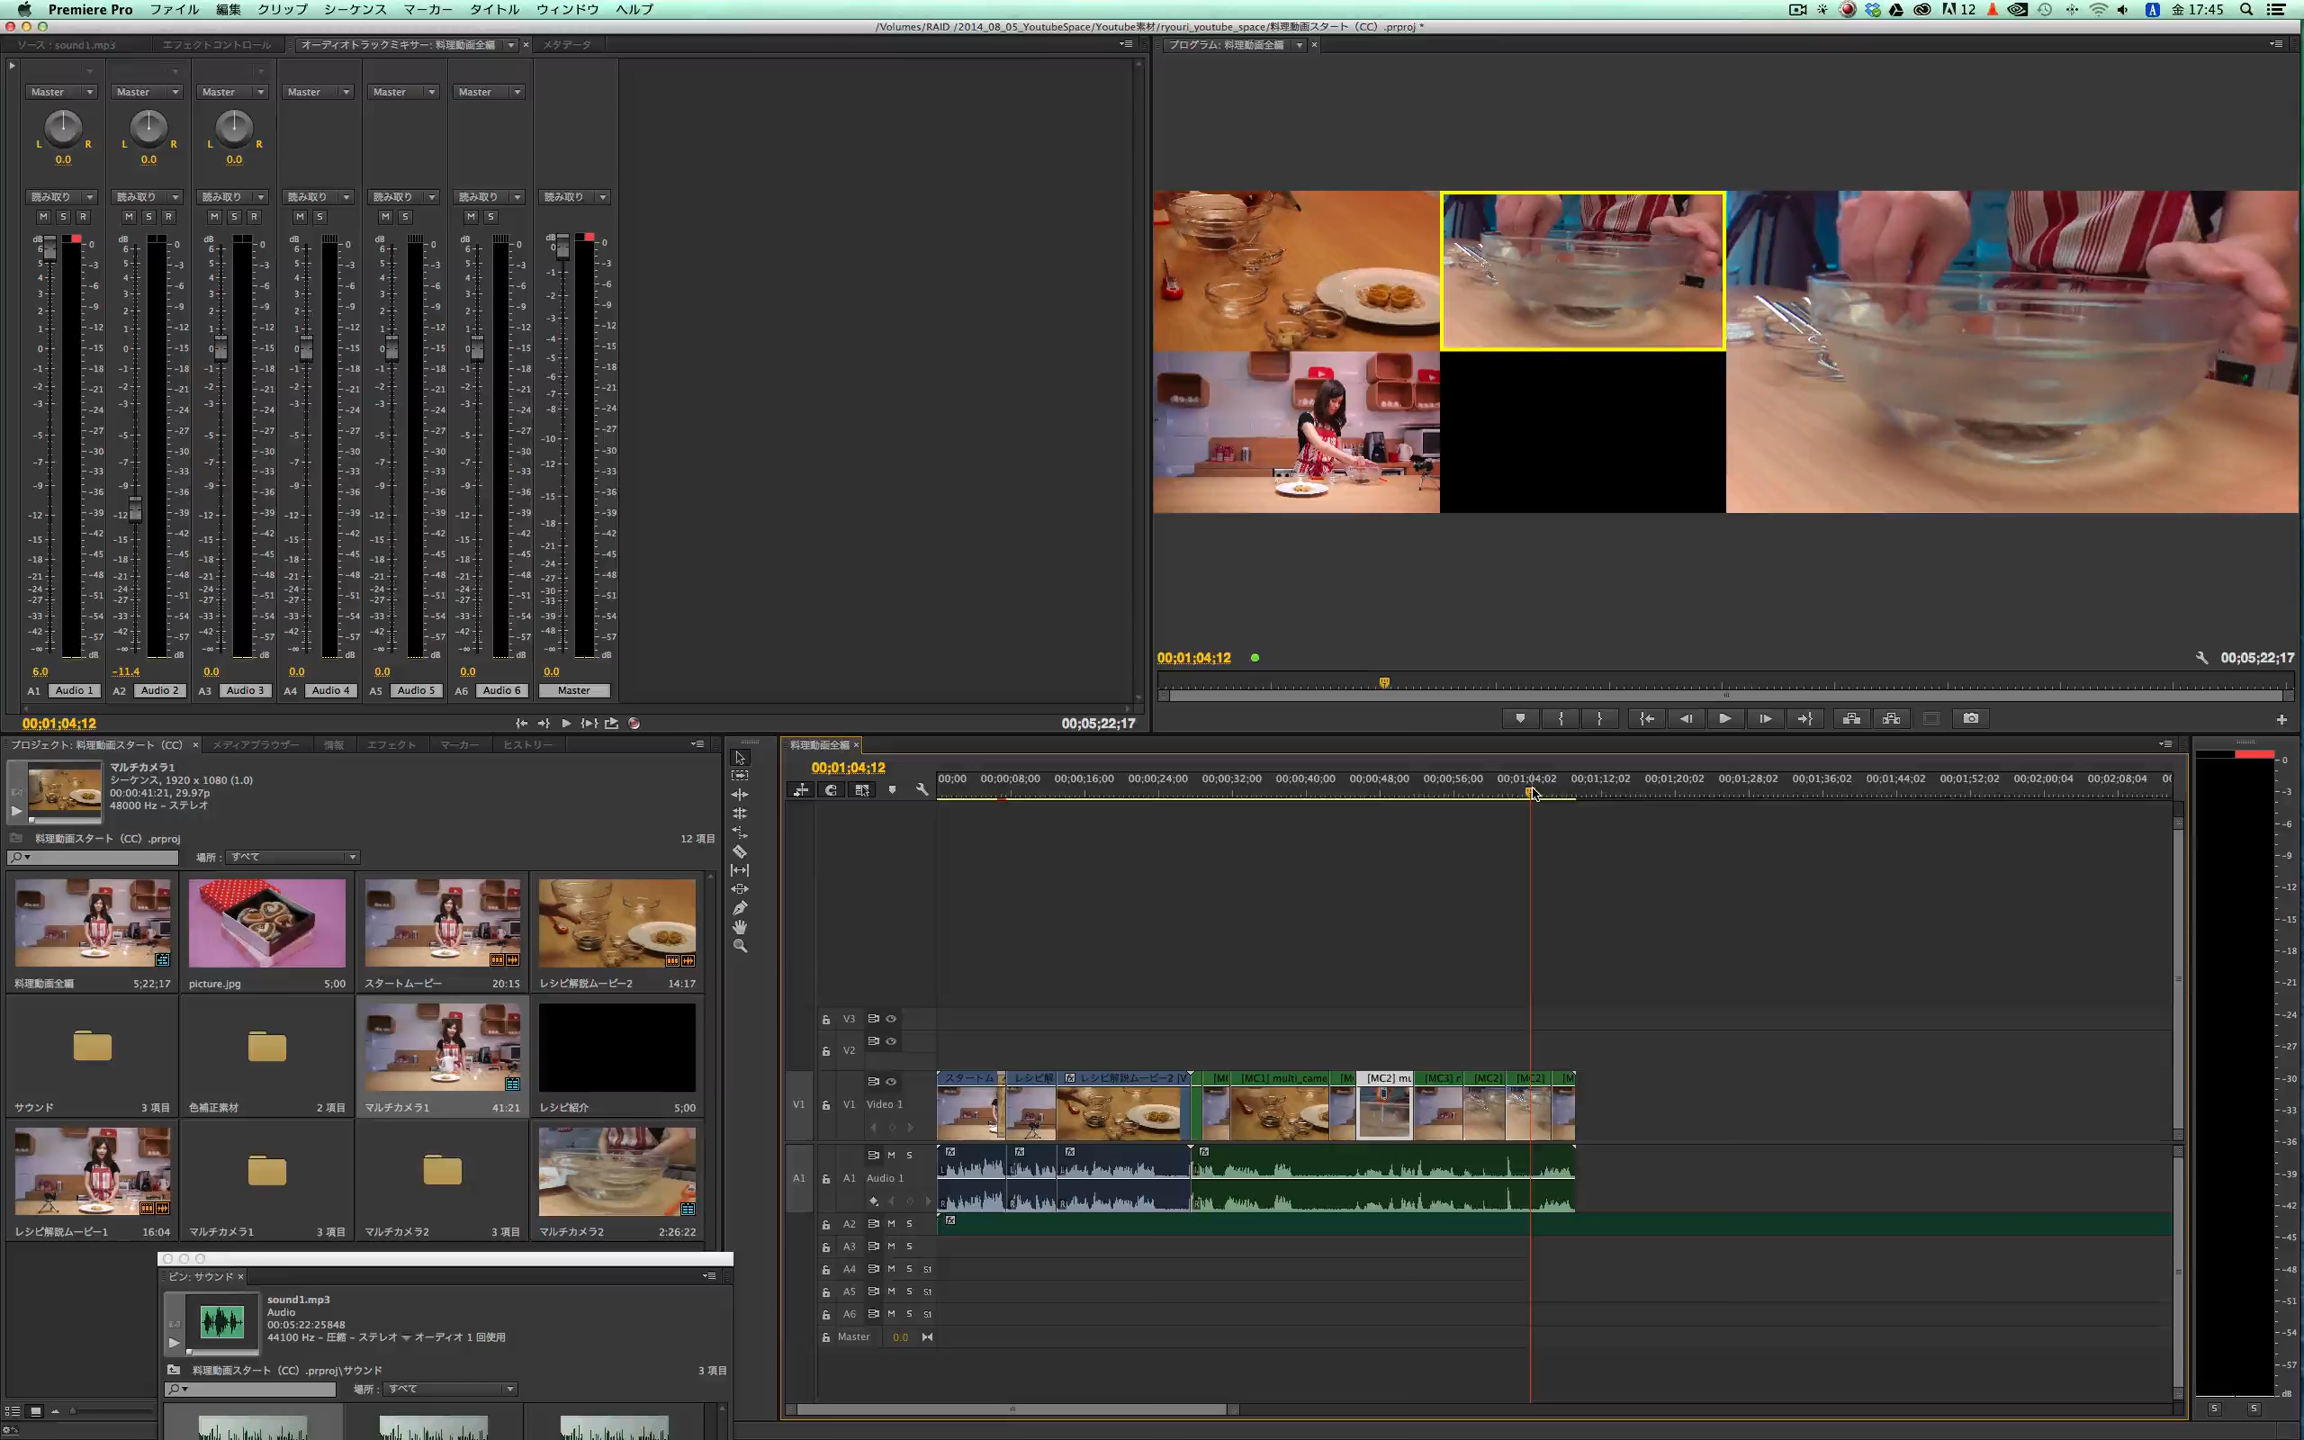 Premiere Pro ファイル 編集 クリップ シーケンス マーカー タイトル ウィンドウ ヘルプ
12 A 金 17:45
/Volumes/RAID /2014_08_05_YoutubeSpace/Youtube素材/ryouri_youtube_space/料理動画スタート（CC）.prproj *
ソース : sound1.mp3 エフェクトコントロール オーディオトラックミキサー : 料理動画全編 × メタデータ
プログラム : 料理動画全編 ×
Master Master Master Master Master Master
L R L R L R
0.0 0.0 0.0
読み取り 読み取り 読み取り 読み取り 読み取り 読み取り 読み取り
M S R M S R M S R M S M S M S
6.0 -11.4 0.0 0.0 0.0 0.0 0.0
A1 Audio 1 A2 Audio 2 A3 Audio 3 A4 Audio 4 A5 Audio 5 A6 Audio 6 Master
00;01;04;12 00;05;22;17
00;01;04;12 00;05;22;17
プロジェクト : 料理動画スタート（CC） × メディアブラウザー 情報 エフェクト マーカー ヒストリー
マルチカメラ1
シーケンス, 1920 x 1080 (1.0)
00;00;41;21, 29.97p
48000 Hz – ステレオ
料理動画スタート（CC）.prproj 12 項目
場所 : すべて
料理動画全編 5;22;17 picture.jpg 5;00 スタートムービー 20:15 レシピ解説ムービー2 14:17
サウンド 3 項目 色補正素材 2 項目 マルチカメラ1 41:21 レシピ紹介 5;00
レシピ解説ムービー1 16:04 マルチカメラ1 3 項目 マルチカメラ2 3 項目 マルチカメラ2 2:26:22
ビン: サウンド ×
sound1.mp3
Audio
00:05:22:25848
44100 Hz – 圧縮 – ステレオ オーディオ 1 回使用
料理動画スタート（CC）.prproj\サウンド 3 項目
場所 : すべて
料理動画全編 ×
00;01;04;12
00;00 00;00;08;00 00;00;16;00 00;00;24;00 00;00;32;00 00;00;40;00 00;00;48;00 00;00;56;00 00;01;04;02 00;01;12;02 00;01;20;02 00;01;28;02 00;01;36;02 00;01;44;02 00;01;52;02 00;02;00;04 00;02;08;04
V3
V2
スタートム レシピ解 レシピ解説ムービー2 [V [MC1] multi_came [MC2] mu [MC3] [MC2] [MC2]
V1 V1 Video 1
M S
A1 A1 Audio 1
A2 M S
A3 M S
A4 M S
A5 M S
A6 M S
Master 0.0
S S